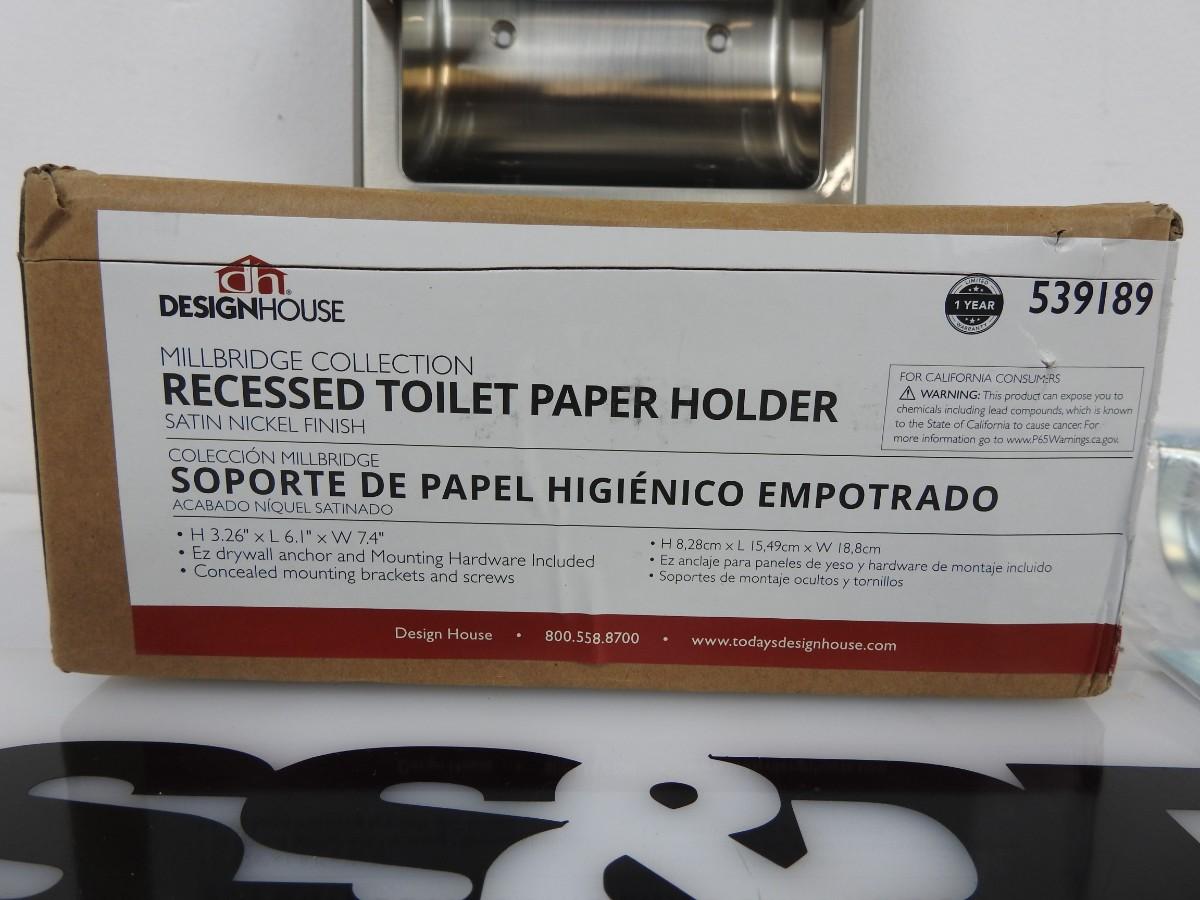 dh®
DESIGNHOUSE
LIMITED
1 YEAR
WARRANTY
539189
MILLBRIDGE COLLECTION
RECESSED TOILET PAPER HOLDER
SATIN NICKEL FINISH
FOR CALIFORNIA CONSUMERS
⚠ WARNING: This product can expose you to
chemicals including lead compounds, which is known
to the State of California to cause cancer. For
more information go to www.P65Warnings.ca.gov.
COLECCIÓN MILLBRIDGE
SOPORTE DE PAPEL HIGIÉNICO EMPOTRADO
ACABADO NÍQUEL SATINADO
• H 3.26" x L 6.1" x W 7.4"
• Ez drywall anchor and Mounting Hardware Included
• Concealed mounting brackets and screws
• H 8,28cm x L 15,49cm x W 18,8cm
• Ez anclaje para paneles de yeso y hardware de montaje incluido
• Soportes de montaje ocultos y tornillos
Design House • 800.558.8700 • www.todaysdesignhouse.com
SS&